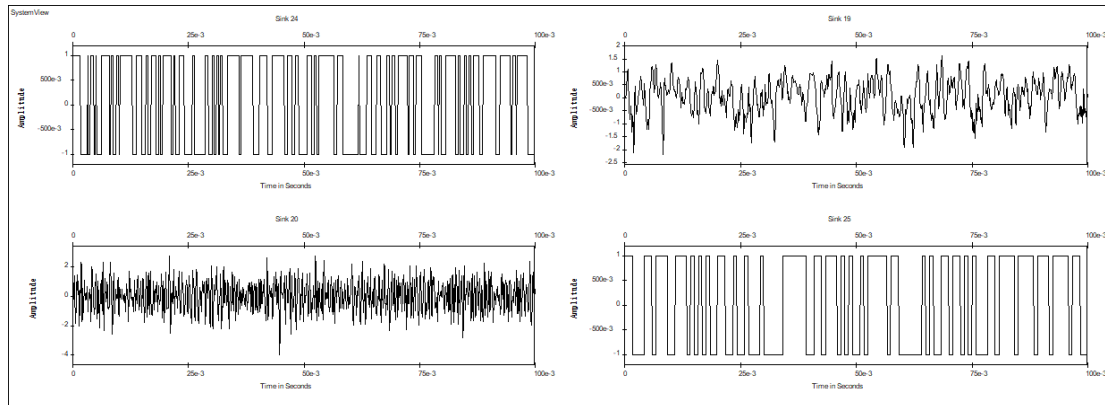 SystemView
Sink 24
0 25e-3 50e-3 75e-3 100e-3
1
500e-3
0
-500e-3
-1
Amplitude
0 25e-3 50e-3 75e-3 100e-3
Time in Seconds
Sink 19
0 25e-3 50e-3 75e-3 100e-3
2
1.5
1
500e-3
0
-500e-3
-1
-1.5
-2
-2.5
Amplitude
0 25e-3 50e-3 75e-3 100e-3
Time in Seconds
Sink 20
0 25e-3 50e-3 75e-3 100e-3
2
0
-2
-4
Amplitude
0 25e-3 50e-3 75e-3 100e-3
Time in Seconds
Sink 25
0 25e-3 50e-3 75e-3 100e-3
1
500e-3
0
-500e-3
-1
Amplitude
0 25e-3 50e-3 75e-3 100e-3
Time in Seconds